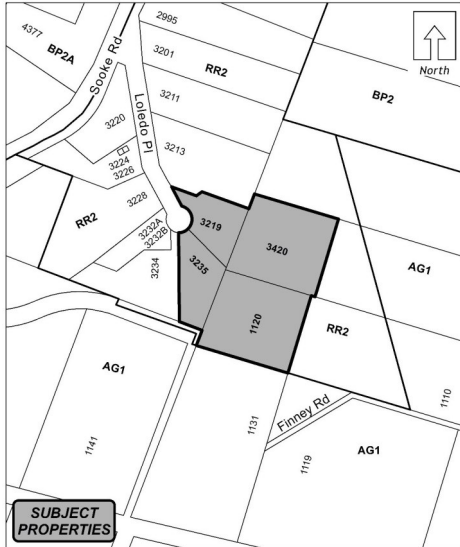 2995
4377
BP2A
Sooke Rd
3201
RR2
North
BP2
3211
Loledo Pl
3220
3213
3224
3226
3228
RR2
3232A
3232B
3219
3420
3234
3235
AG1
1120
RR2
AG1
1110
Finney Rd
1131
1141
1119
AG1
SUBJECT
PROPERTIES